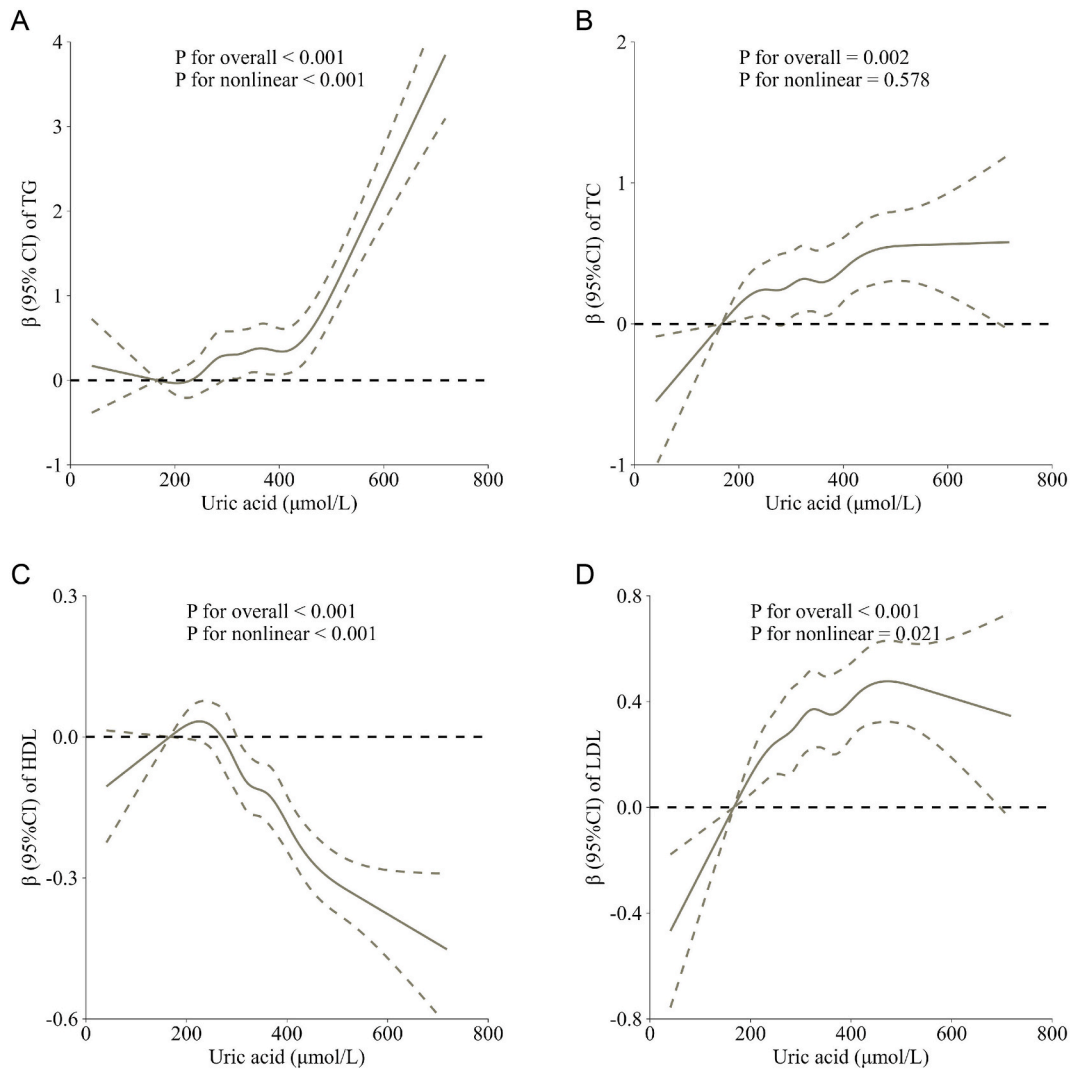 A
P for overall < 0.001
P for nonlinear < 0.001
β (95% CI) of TG
4
3
2
1
0
-1
0 200 400 600 800
Uric acid (μmol/L)
B
P for overall = 0.002
P for nonlinear = 0.578
β (95%CI) of TC
2
1
0
-1
0 200 400 600 800
Uric acid (μmol/L)
C
P for overall < 0.001
P for nonlinear < 0.001
β (95%CI) of HDL
0.3
0.0
-0.3
-0.6
0 200 400 600 800
Uric acid (μmol/L)
D
P for overall < 0.001
P for nonlinear = 0.021
β (95%CI) of LDL
0.8
0.4
0.0
-0.4
-0.8
0 200 400 600 800
Uric acid (μmol/L)